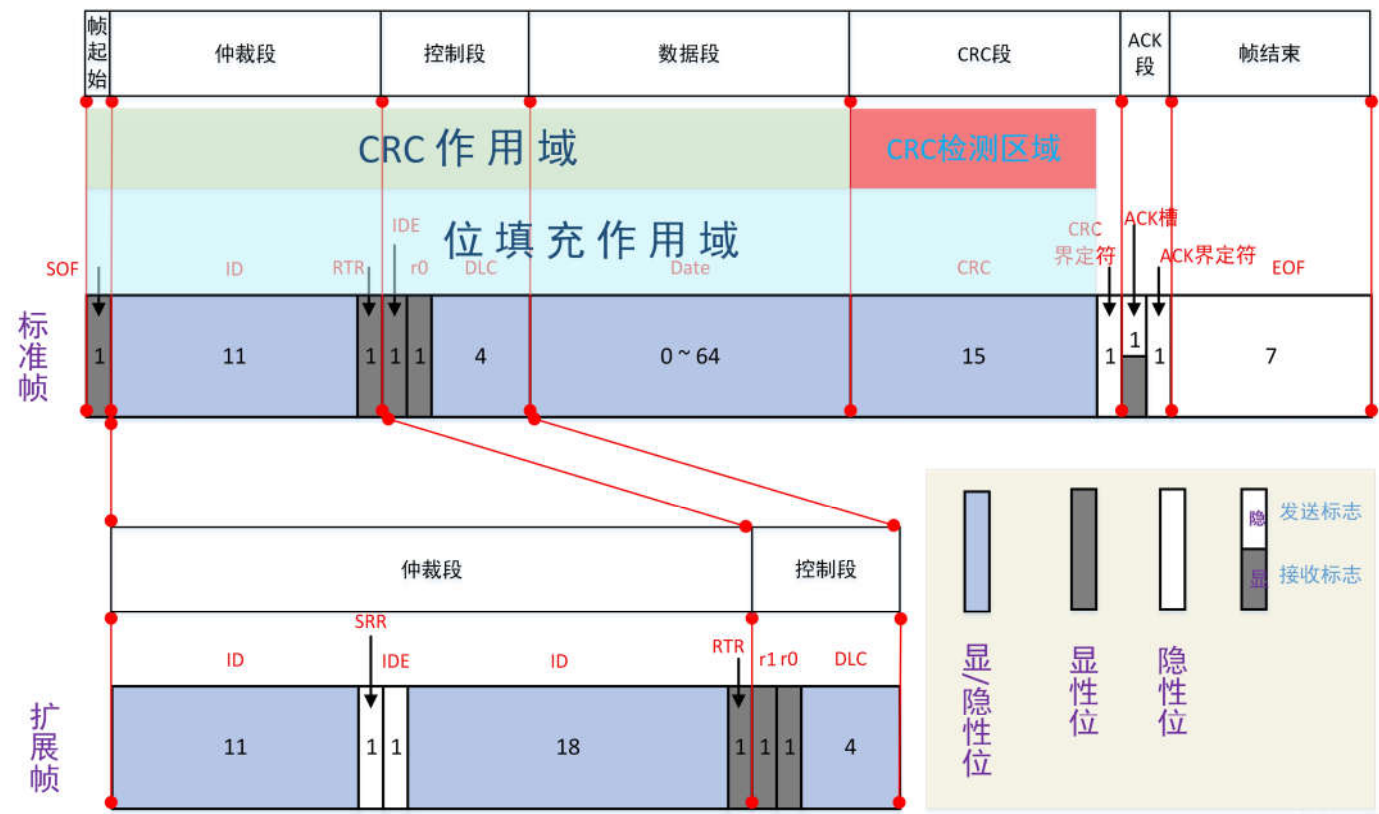 帧起始
仲裁段
控制段
数据段
CRC段
ACK段
帧结束
CRC 作 用 域
CRC检测区域
位 填 充 作 用 域
SOF
ID
RTR
IDE
r0
DLC
Date
CRC
CRC
界定符
ACK槽
ACK界定符
EOF
标准帧
1
11
1
1
1
4
0 ~ 64
15
1
1
1
7
仲裁段
控制段
ID
SRR
IDE
ID
RTR
r1
r0
DLC
扩展帧
11
1
1
18
1
1
1
4
隐
发送标志
显
接收标志
显/隐性位
显性位
隐性位